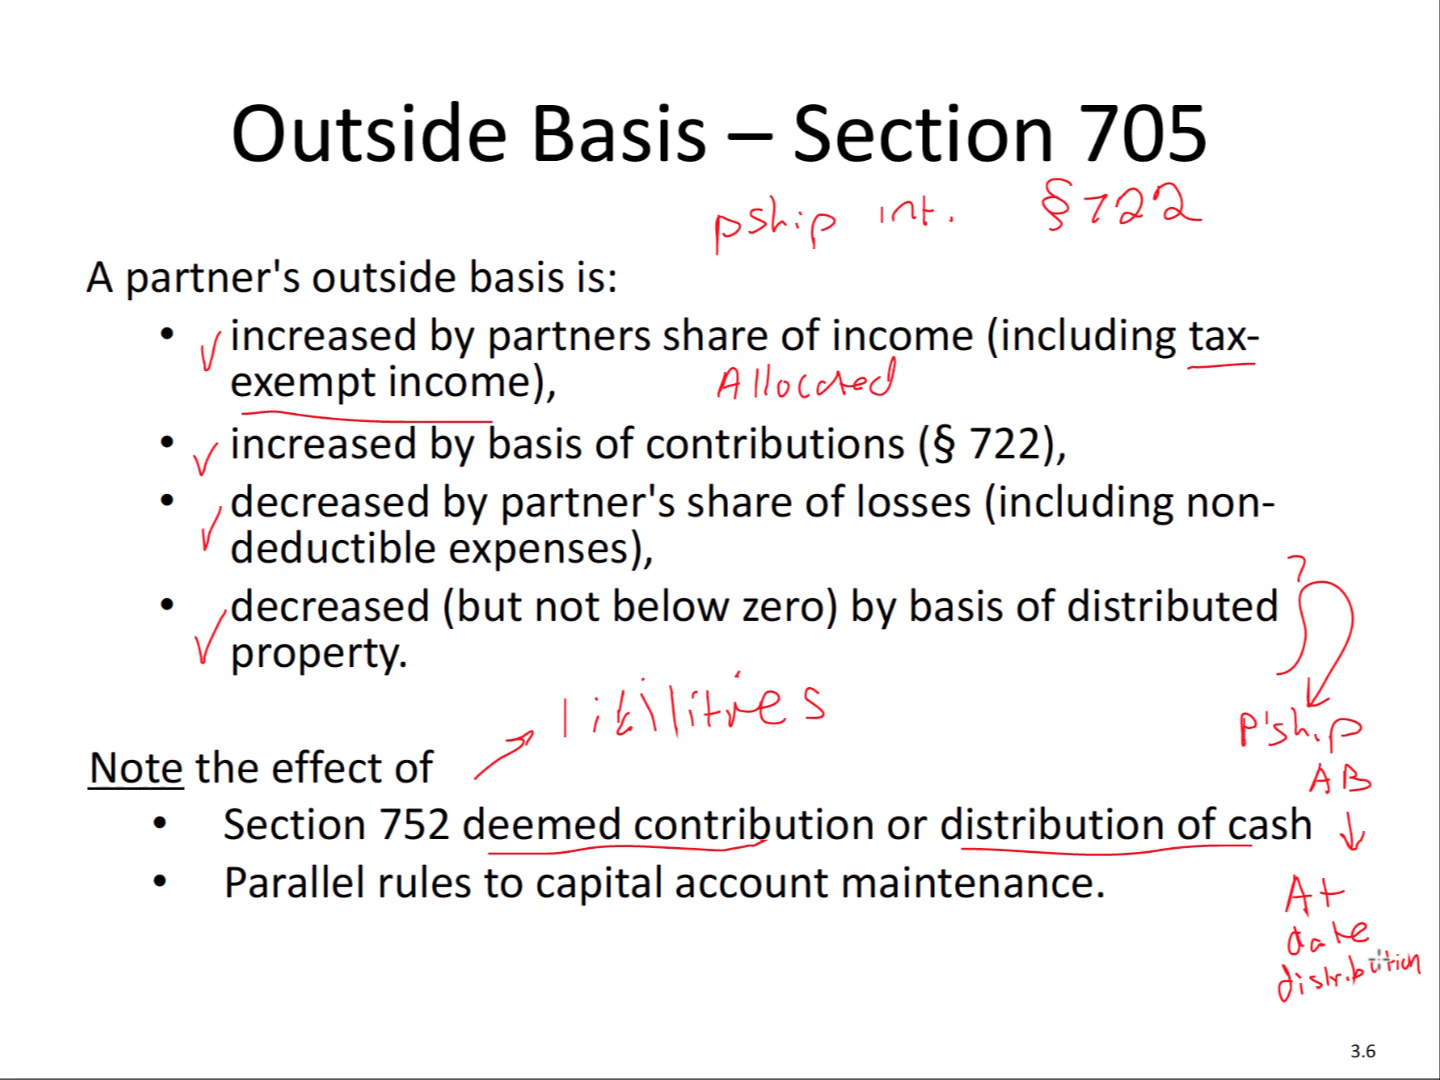 Outside Basis – Section 705
pship int. § 722
A partner's outside basis is:
• increased by partners share of income (including tax-
exempt income),
Allocated
• increased by basis of contributions (§ 722),
• decreased by partner's share of losses (including non-
deductible expenses),
• decreased (but not below zero) by basis of distributed
property.
?
P'ship
AB
At
date
distribution
liabilities
Note the effect of
• Section 752 deemed contribution or distribution of cash
• Parallel rules to capital account maintenance.
3.6